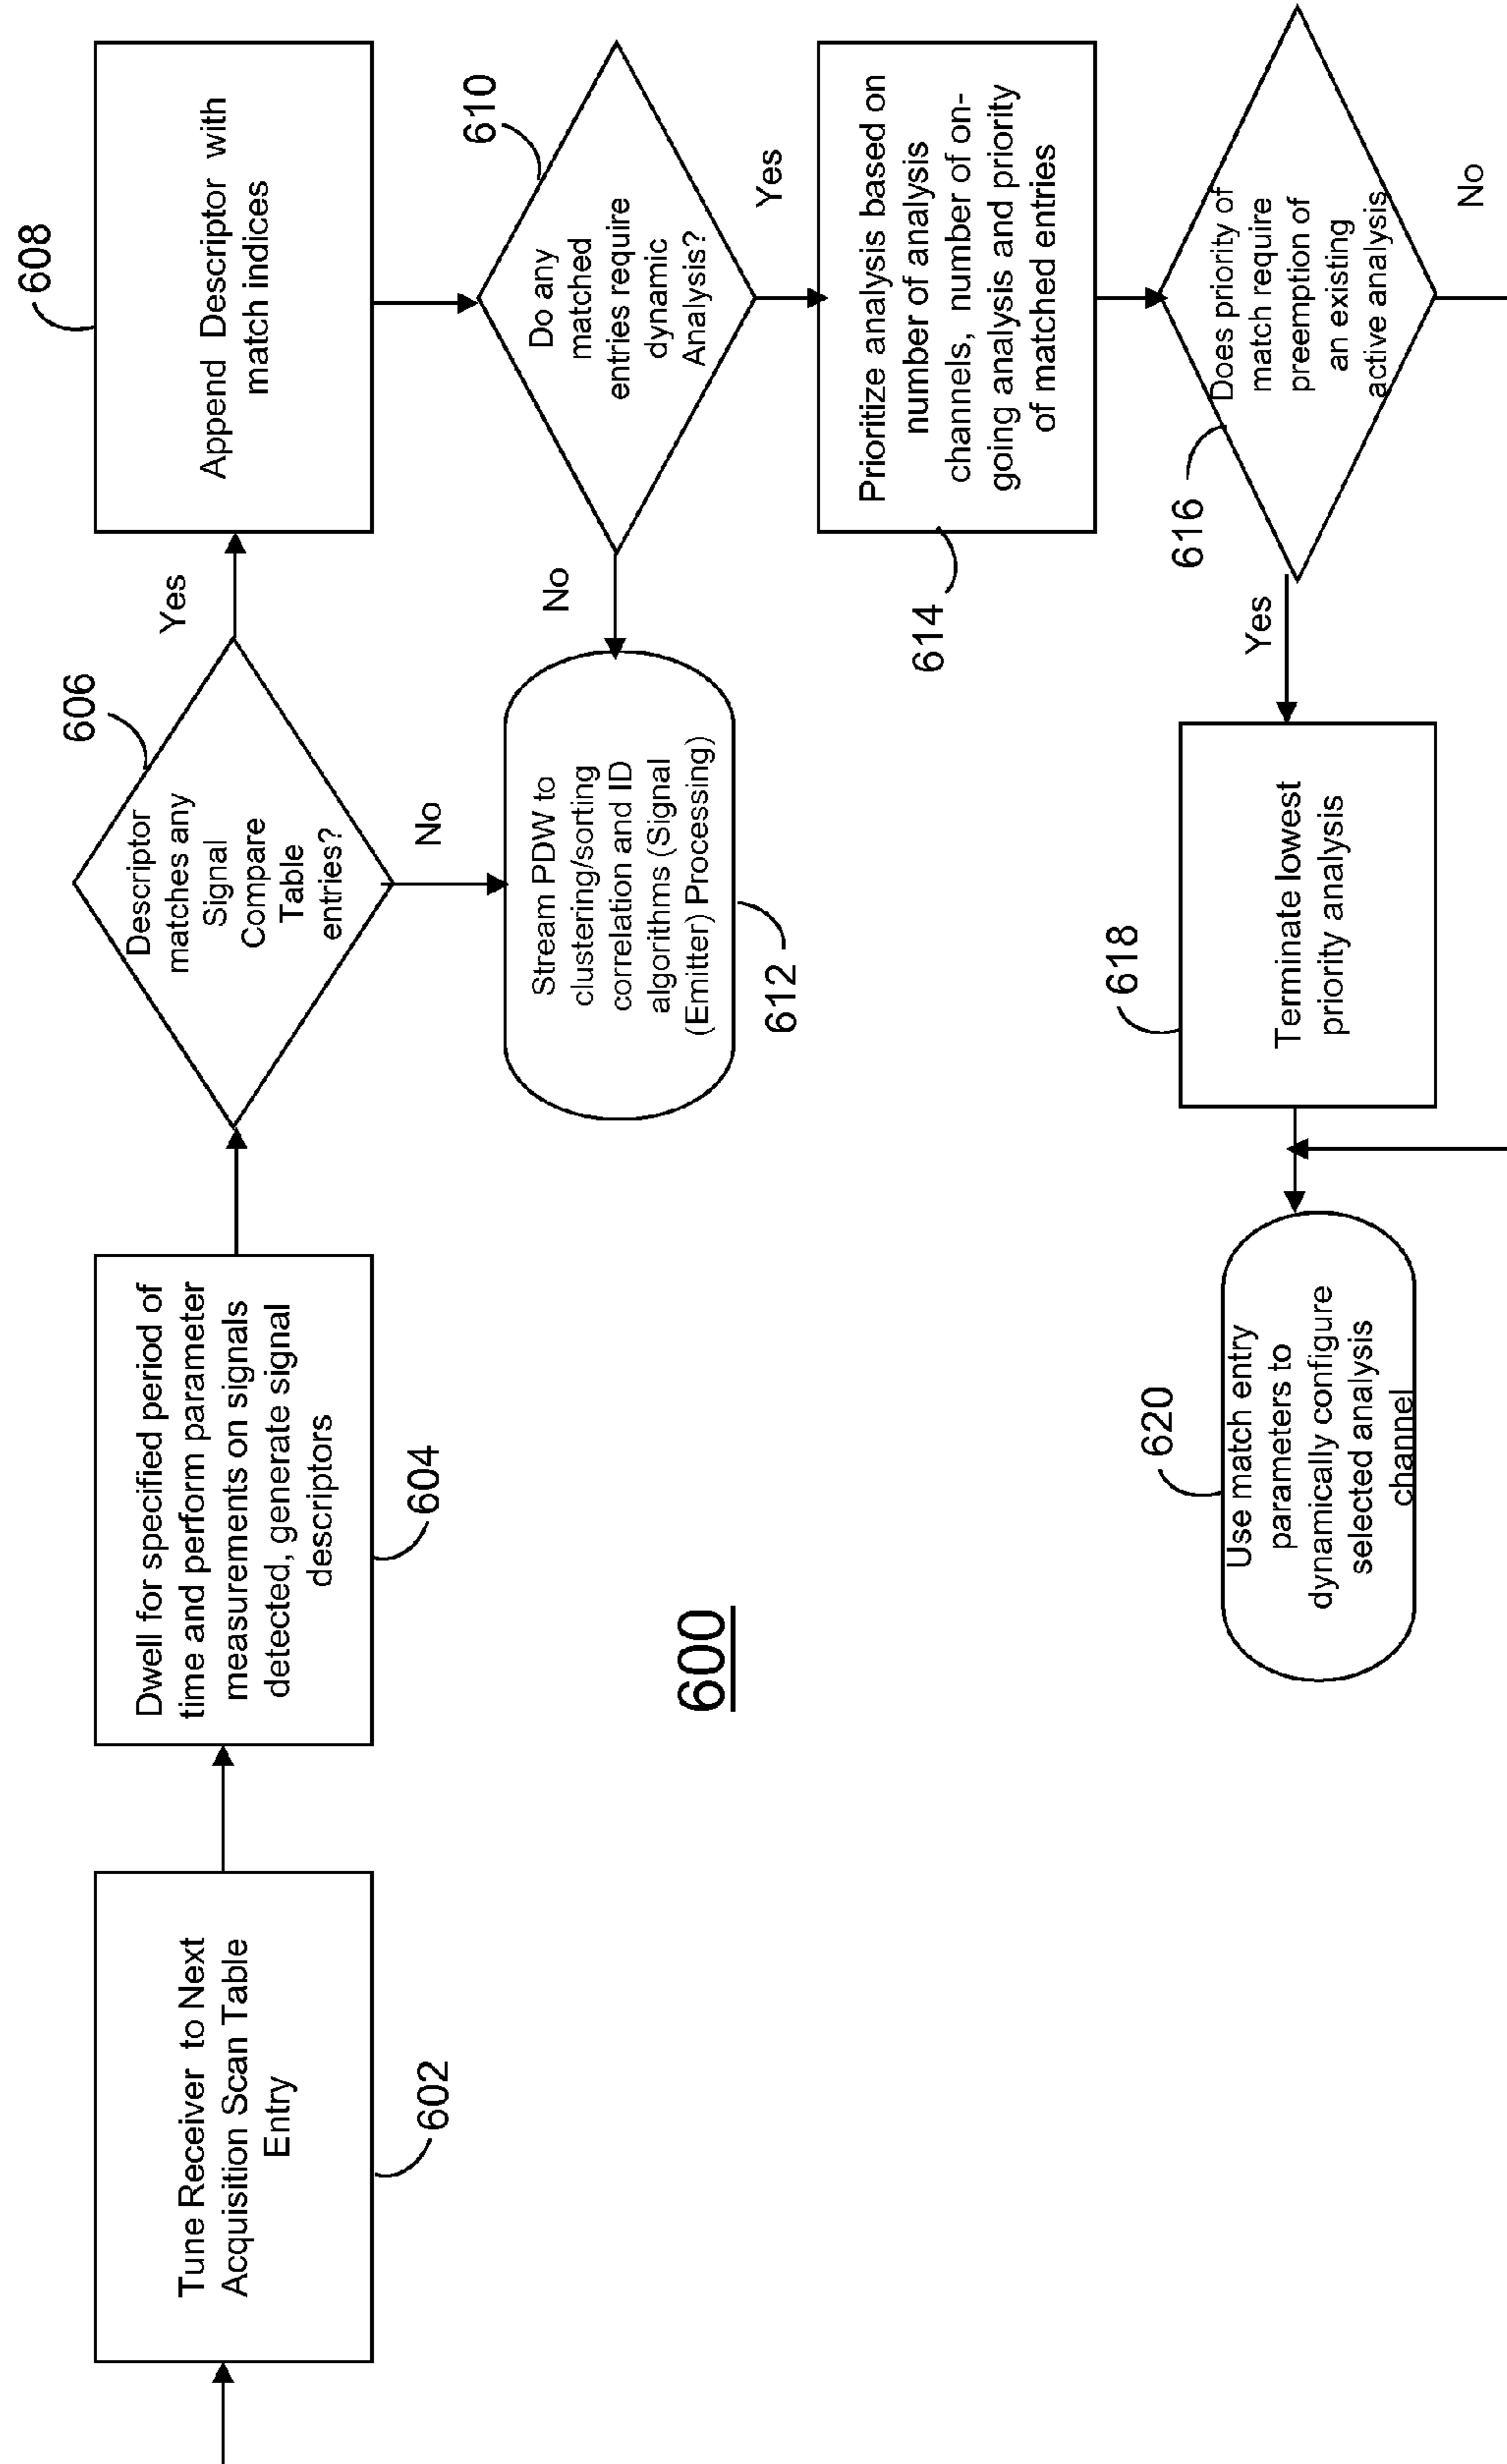 Tune Receiver to Next
Acquisition Scan Table
Entry
602
Dwell for specified period of
time and perform parameter
measurements on signals
detected, generate signal
descriptors
604
606
Descriptor
matches any
Signal
Compare
Table
entries?
Yes
No
608
Append Descriptor with
match indices
610
Do any
matched
entries require
dynamic
Analysis?
No
Yes
Stream PDW to
clustering/sorting
correlation and ID
algorithms (Signal
(Emitter) Processing)
612
Prioritize analysis based on
number of analysis
channels, number of on-
going analysis and priority
of matched entries
614
616
Does priority of
match require
preemption of
an existing
active analysis
Yes
No
618
Terminate lowest
priority analysis
620
Use match entry
parameters to
dynamically configure
selected analysis
channel
600